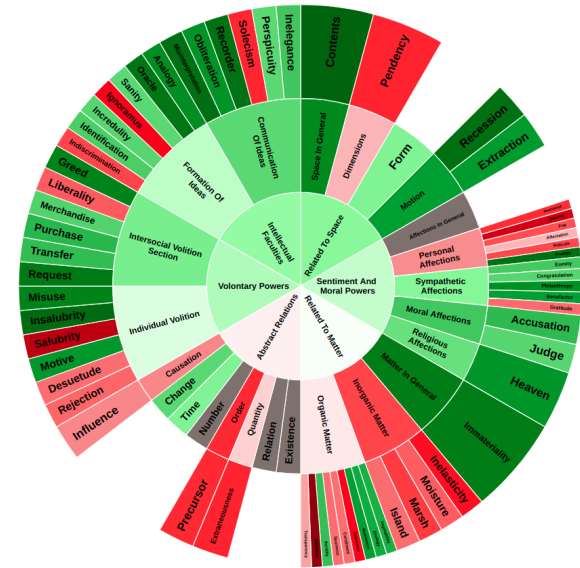 Related To Space
Sentiment And
Moral Powers
Related To Matter
Abstract Relations
Volontary Powers
Intellectual
Faculties
Space In General
Dimensions
Form
Motion
Affections In General
Personal
Affections
Sympathetic
Affections
Moral Affections
Religious
Affections
Matter In General
Inorganic Matter
Organic Matter
Existence
Relation
Quantity
Order
Number
Time
Change
Causation
Individual Volition
Intersocial Volition
Section
Formation Of
Ideas
Communication
Of Ideas
Contents
Pendency
Recession
Extraction
Affectation
Ridicule
Enmity
Congratulation
Philanthropy
Benefactor
Gratitude
Accusation
Judge
Heaven
Immateriality
Inelasticity
Moisture
Marsh
Island
Transparency
Extraneousness
Precursor
Influence
Rejection
Desuetude
Motive
Salubrity
Insalubrity
Misuse
Request
Transfer
Purchase
Merchandise
Liberality
Greed
Indiscrimination
Identification
Incredulity
Ignoramus
Sanity
Oracle
Analogy
Misinterpretation
Obliteration
Recorder
Solecism
Perspicuity
Inelegance